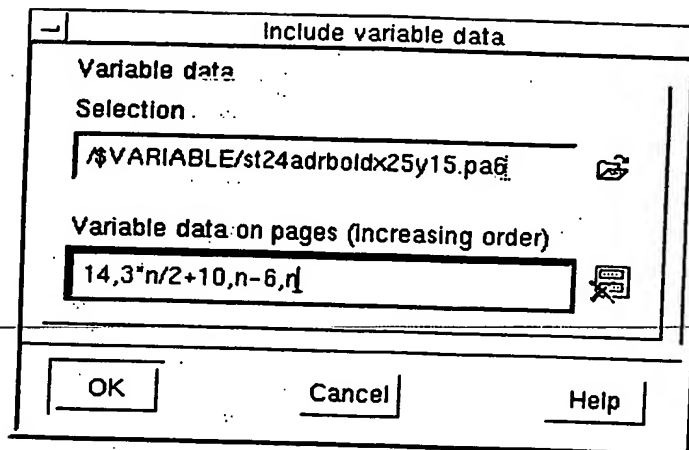 Include variable data
Variable data
Selection
/$VARIABLE/st24adrboldx25y15.pa6
Variable data on pages (Increasing order)
14,3*n/2+10,n-6,n
OK
Cancel
Help